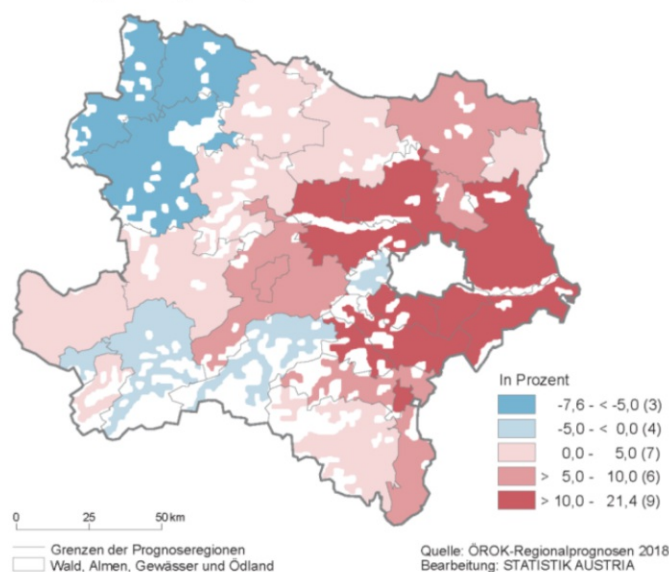 In Prozent
-7,6 - < -5,0 (3)
-5,0 - < 0,0 (4)
0,0 - 5,0 (7)
> 5,0 - 10,0 (6)
> 10,0 - 21,4 (9)
0 25 50 km
Grenzen der Prognoseregionen
Wald, Almen, Gewässer und Ödland
Quelle: ÖROK-Regionalprognosen 2018
Bearbeitung: STATISTIK AUSTRIA